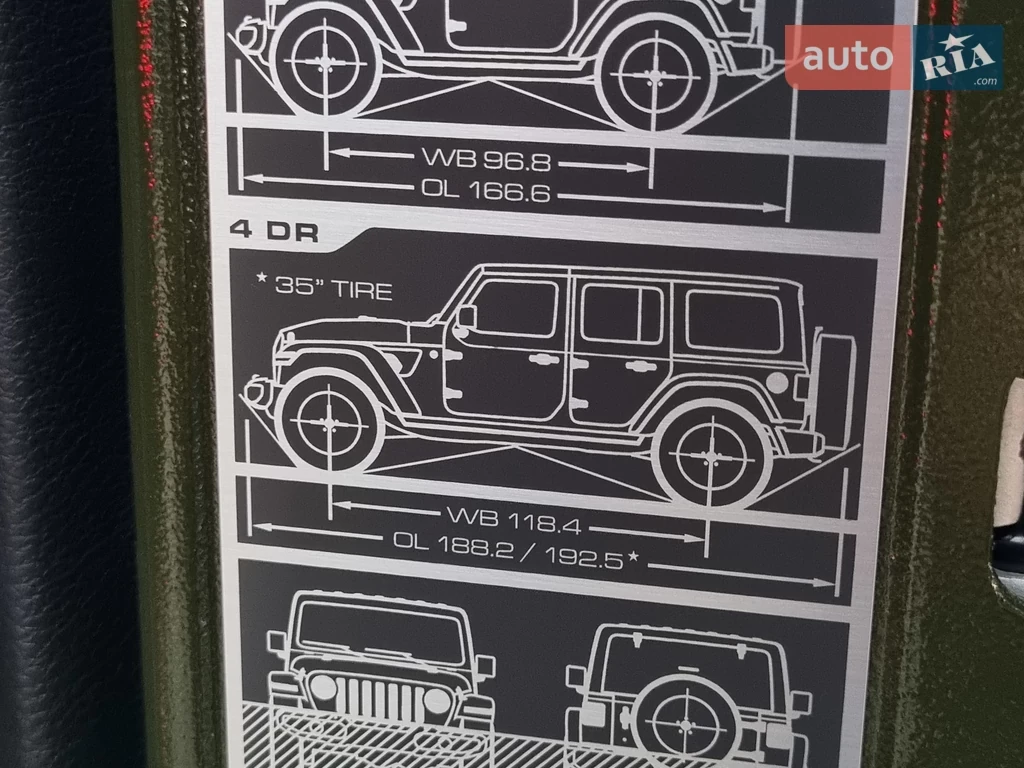 auto RIA .com
WB 96.8
OL 166.6
4 DR
* 35" TIRE
WB 118.4
OL 188.2 / 192.5*